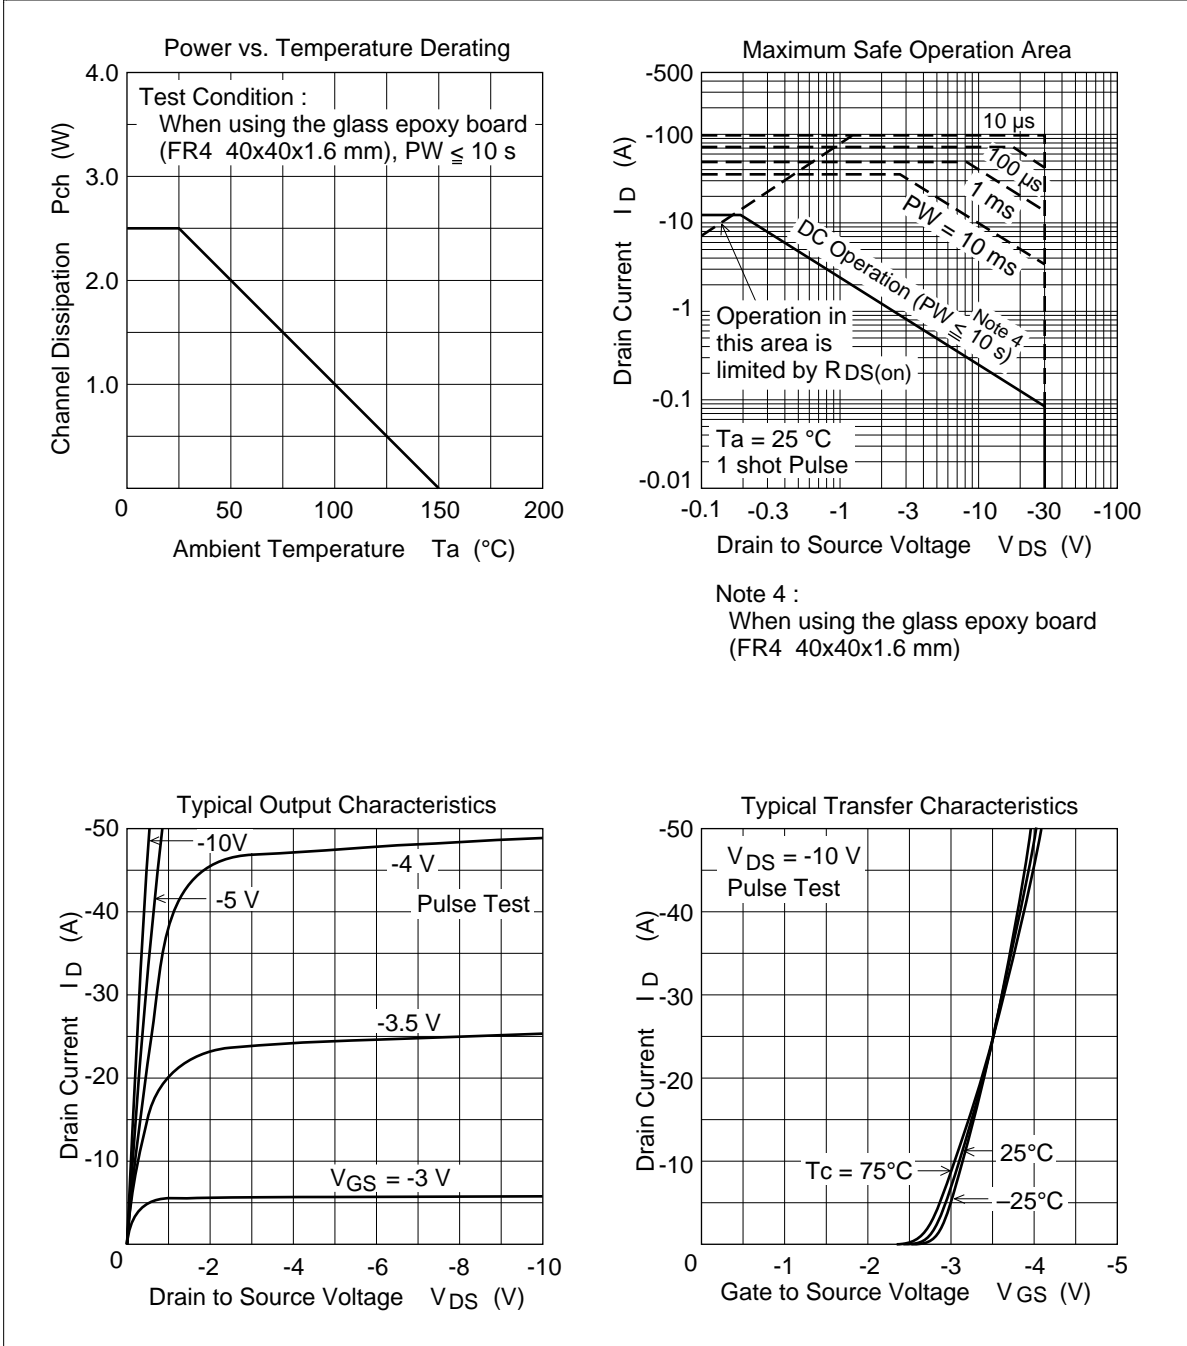 Power vs. Temperature Derating
4.0
3.0
2.0
1.0
Channel Dissipation Pch (W)
Test Condition :
When using the glass epoxy board
(FR4 40x40x1.6 mm), PW ≦ 10 s
0 50 100 150 200
Ambient Temperature Ta (°C)
Maximum Safe Operation Area
-500
-100
-10
-1
-0.1
-0.01
Drain Current I D (A)
10 µs
100 µs
1 ms
PW = 10 ms
DC Operation (PW ≦ 10 s)
Note 4
Operation in
this area is
limited by R DS(on)
Ta = 25 °C
1 shot Pulse
-0.1 -0.3 -1 -3 -10 -30 -100
Drain to Source Voltage V DS (V)
Note 4 :
When using the glass epoxy board
(FR4 40x40x1.6 mm)
Typical Output Characteristics
-50
-40
-30
-20
-10
Drain Current I D (A)
-10V
-5 V
-4 V
Pulse Test
-3.5 V
VGS = -3 V
0 -2 -4 -6 -8 -10
Drain to Source Voltage V DS (V)
Typical Transfer Characteristics
-50
-40
-30
-20
-10
Drain Current I D (A)
V DS = -10 V
Pulse Test
Tc = 75°C
25°C
–25°C
0 -1 -2 -3 -4 -5
Gate to Source Voltage V GS (V)